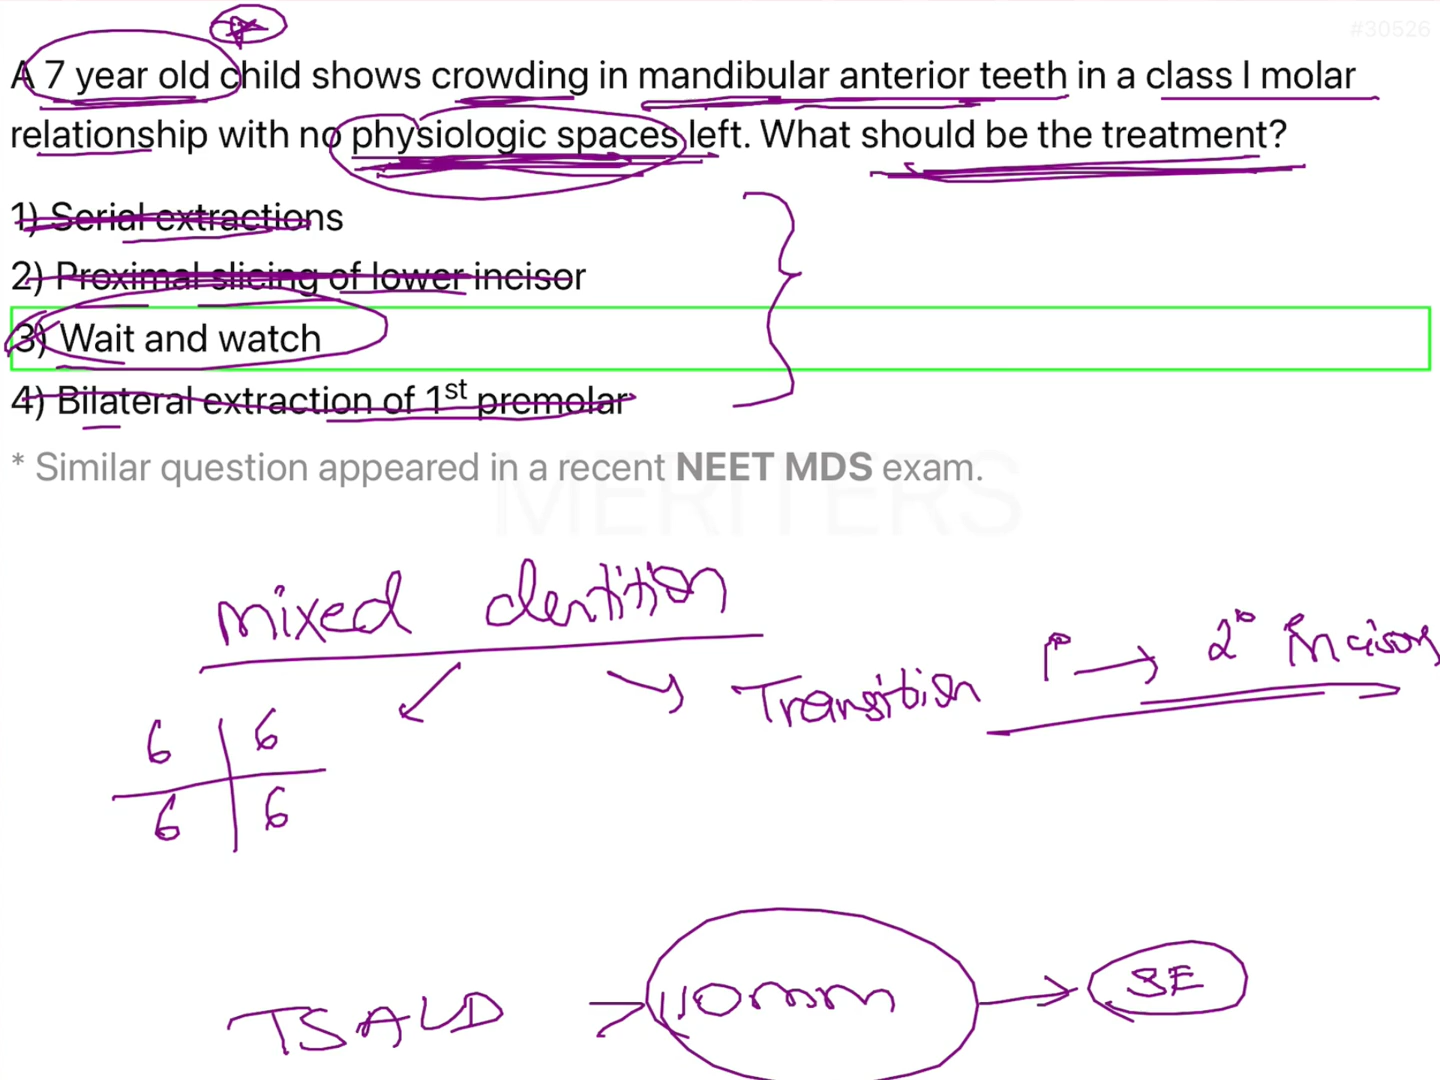 #30526
A 7 year old child shows crowding in mandibular anterior teeth in a class I molar
relationship with no physiologic spaces left. What should be the treatment?
1) Serial extractions
2) Proximal slicing of lower incisor
3) Wait and watch
4) Bilateral extraction of 1st premolar
* Similar question appeared in a recent NEET MDS exam.
MERITERS
mixed dentition
Transition 1° → 2° incisors
6 | 6
6 | 6
TSALD → 10mm → SE